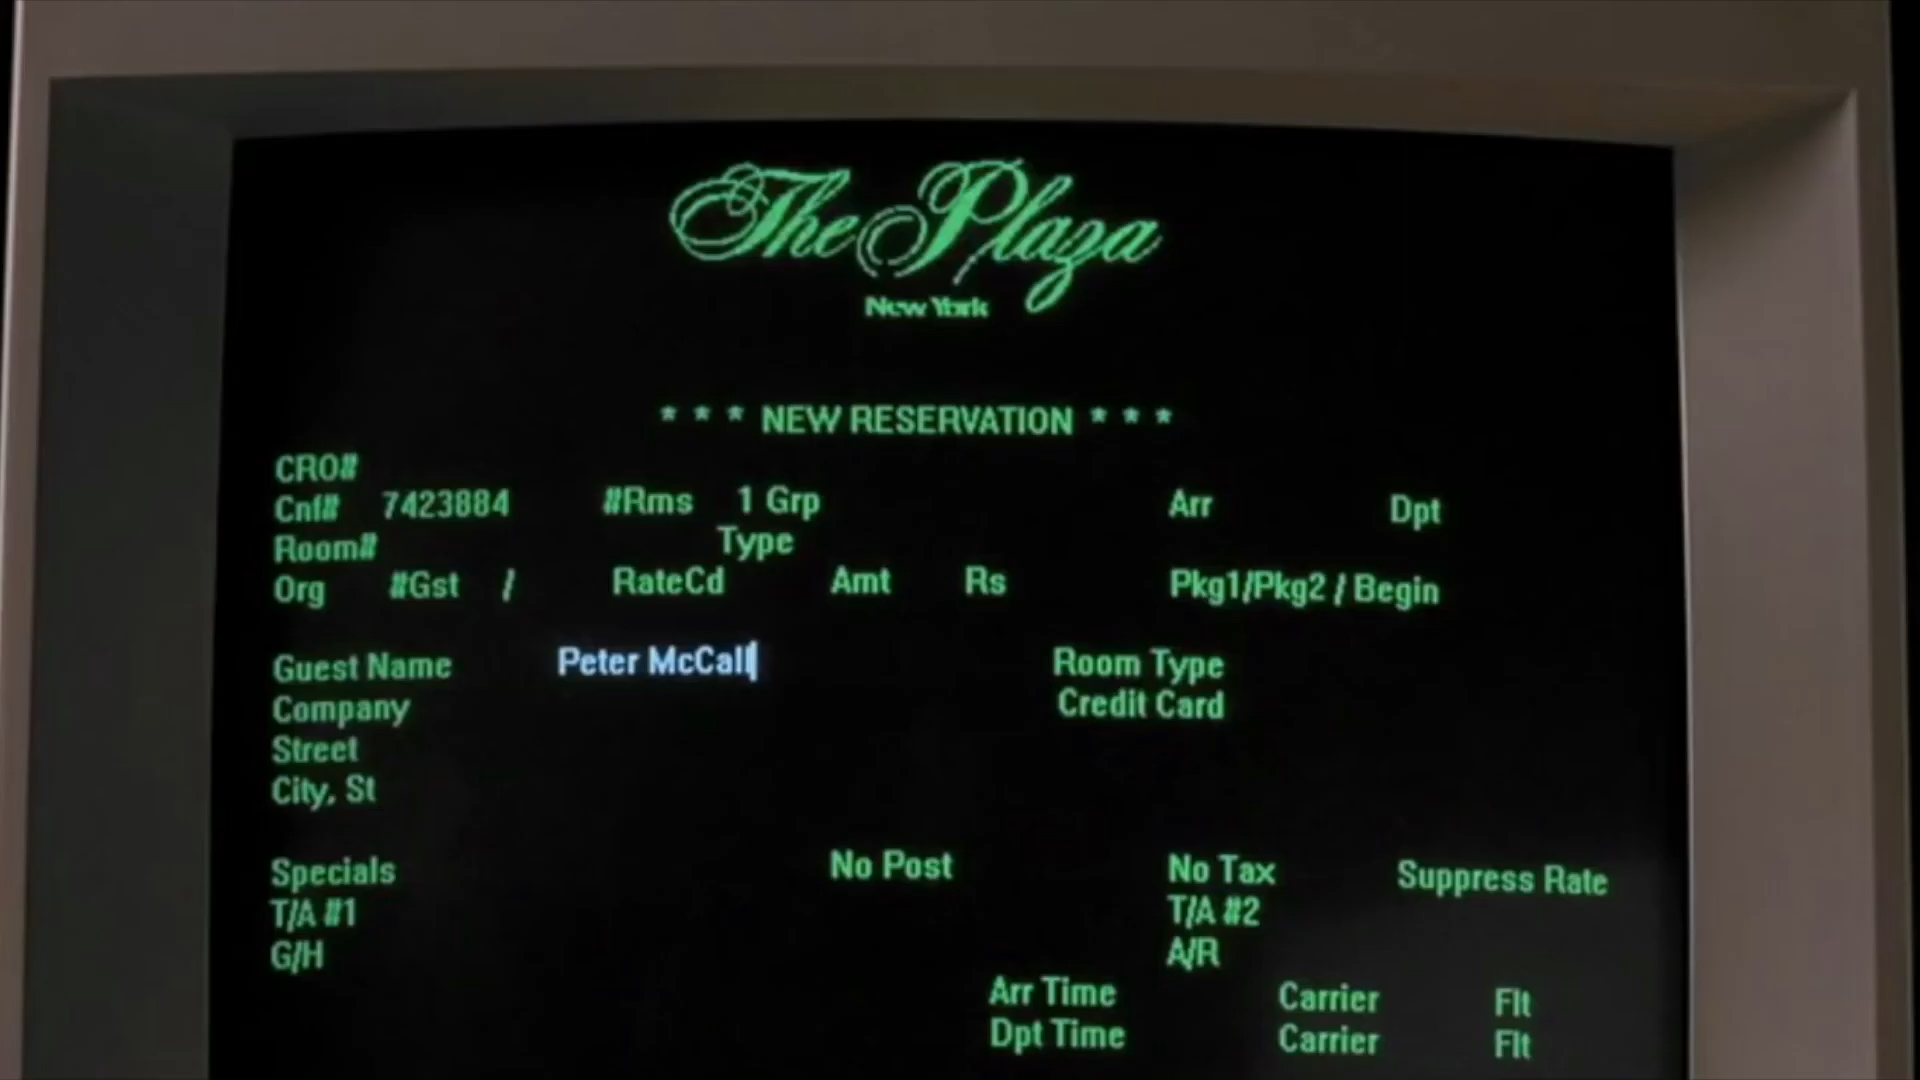 The Plaza
New York
* * * NEW RESERVATION * * *
CRO#
Cnf# 7423884 #Rms 1 Grp Arr Dpt
Room# Type
Org #Gst / RateCd Amt Rs Pkg1/Pkg2 / Begin
Guest Name Peter McCall Room Type
Company Credit Card
Street
City, St
Specials No Post No Tax Suppress Rate
T/A #1 T/A #2
G/H A/R
Arr Time Carrier Flt
Dpt Time Carrier Flt